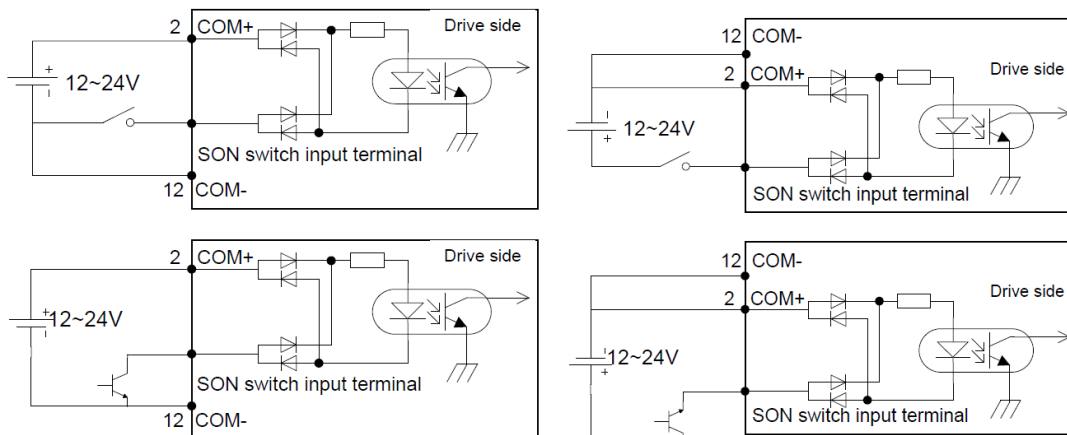 2 COM+ Drive side
+
12~24V
-
SON switch input terminal
12 COM-
12 COM-
2 COM+ Drive side
-
12~24V
+
SON switch input terminal
2 COM+ Drive side
+
12~24V
-
SON switch input terminal
12 COM-
12 COM-
2 COM+ Drive side
-
12~24V
+
SON switch input terminal